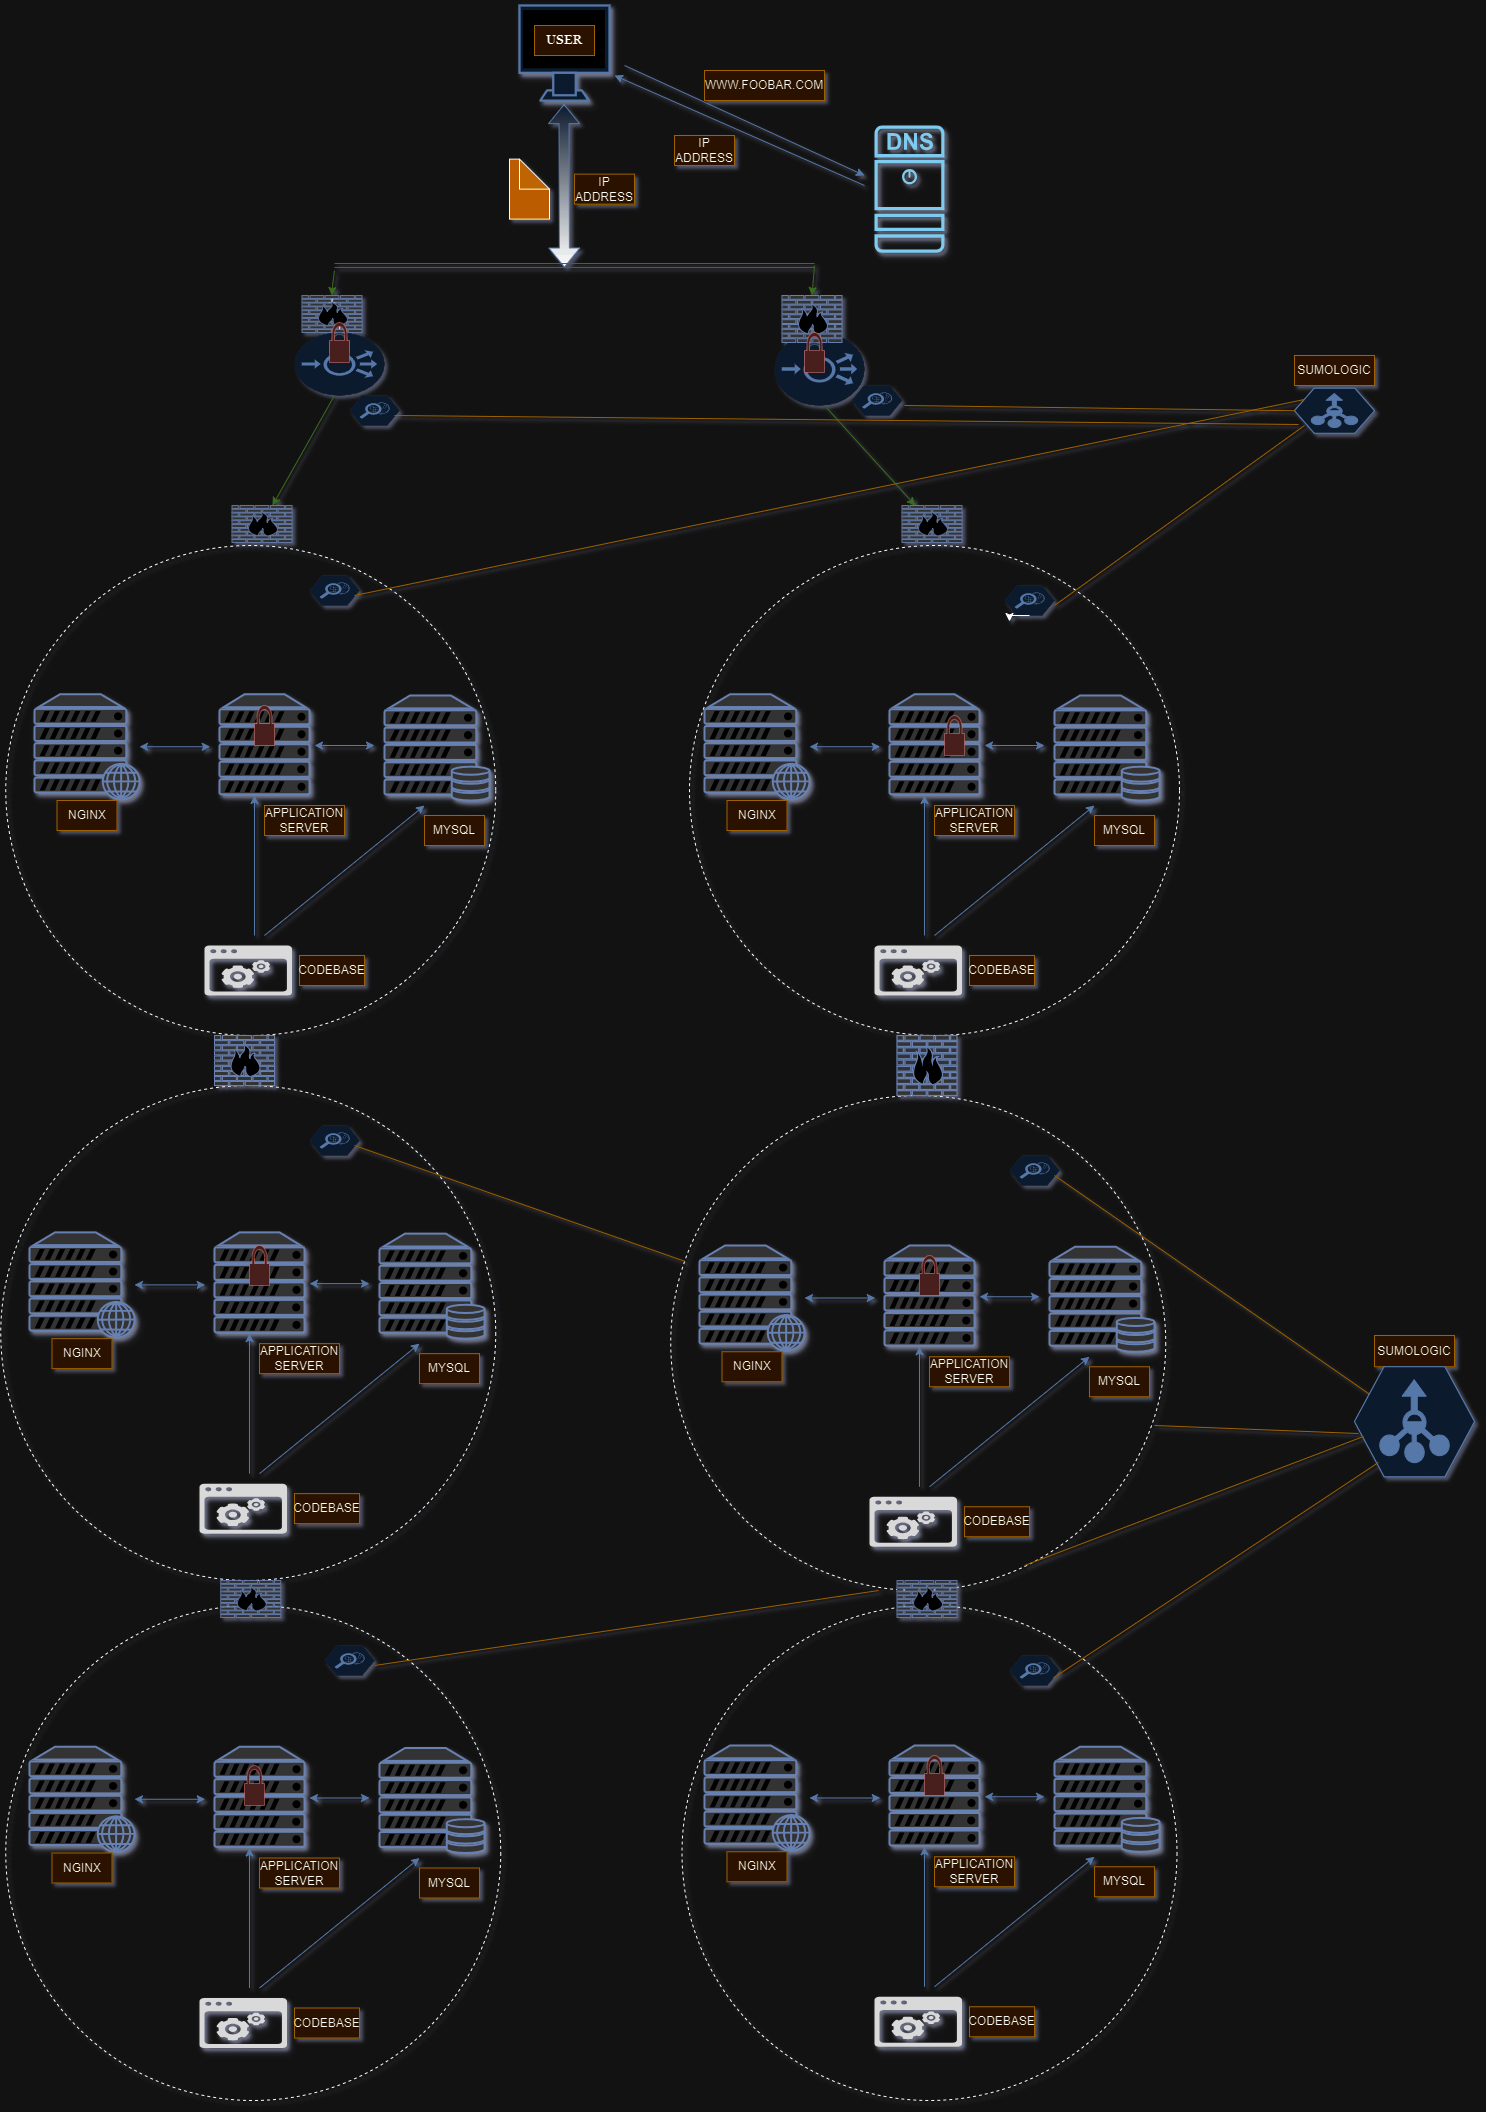 USER
WWW.FOOBAR.COM
IP
ADDRESS
DNS
IP
ADDRESS
SUMOLOGIC
NGINX
APPLICATION
SERVER
MYSQL
CODEBASE
NGINX
APPLICATION
SERVER
MYSQL
CODEBASE
NGINX
APPLICATION
SERVER
MYSQL
CODEBASE
NGINX
APPLICATION
SERVER
MYSQL
CODEBASE
SUMOLOGIC
NGINX
APPLICATION
SERVER
MYSQL
CODEBASE
NGINX
APPLICATION
SERVER
MYSQL
CODEBASE